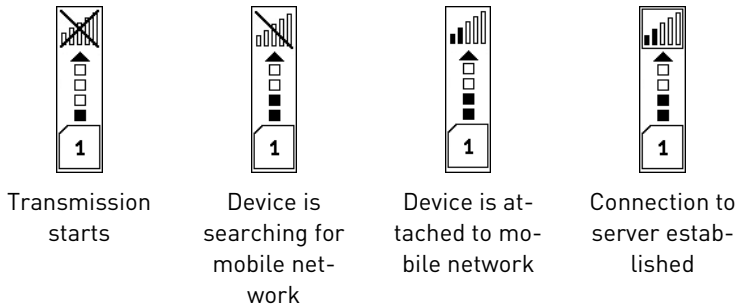 1
1
1
1
Transmission
starts
Device is
searching for
mobile net-
work
Device is at-
tached to mo-
bile network
Connection to
server estab-
lished